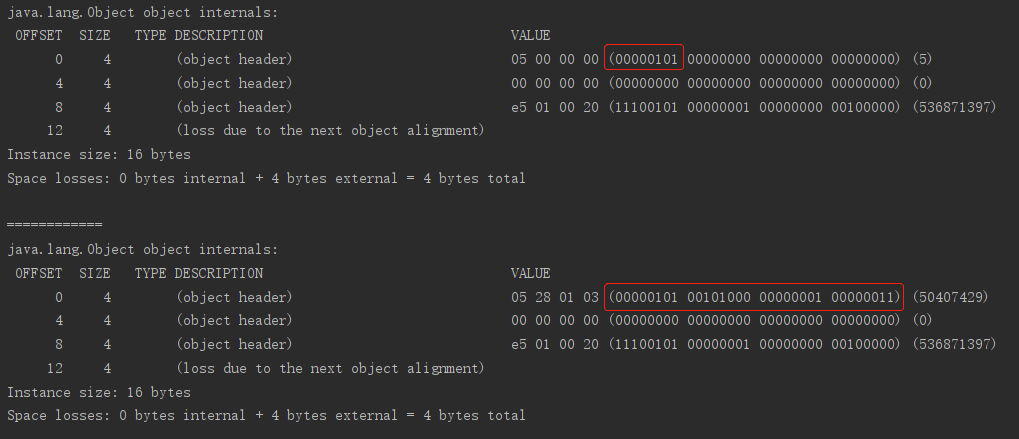 java.lang.Object object internals:
OFFSET SIZE TYPE DESCRIPTION VALUE
0 4 (object header) 05 00 00 00 (00000101 00000000 00000000 00000000) (5)
4 4 (object header) 00 00 00 00 (00000000 00000000 00000000 00000000) (0)
8 4 (object header) e5 01 00 20 (11100101 00000001 00000000 00100000) (536871397)
12 4 (loss due to the next object alignment)
Instance size: 16 bytes
Space losses: 0 bytes internal + 4 bytes external = 4 bytes total
============
java.lang.Object object internals:
OFFSET SIZE TYPE DESCRIPTION VALUE
0 4 (object header) 05 28 01 03 (00000101 00101000 00000001 00000011) (50407429)
4 4 (object header) 00 00 00 00 (00000000 00000000 00000000 00000000) (0)
8 4 (object header) e5 01 00 20 (11100101 00000001 00000000 00100000) (536871397)
12 4 (loss due to the next object alignment)
Instance size: 16 bytes
Space losses: 0 bytes internal + 4 bytes external = 4 bytes total